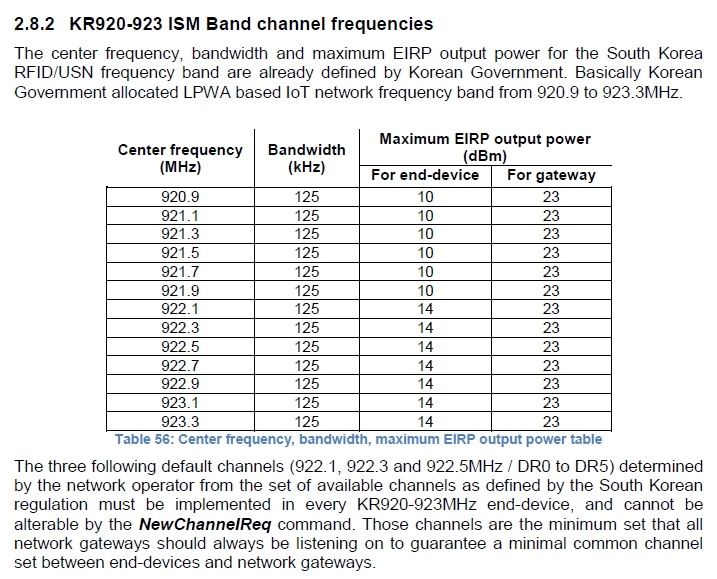 2.8.2 KR920-923 ISM Band channel frequencies
The center frequency, bandwidth and maximum EIRP output power for the South Korea
RFID/USN frequency band are already defined by Korean Government. Basically Korean
Government allocated LPWA based IoT network frequency band from 920.9 to 923.3MHz.
Center frequency (MHz) Bandwidth (kHz) Maximum EIRP output power (dBm)
For end-device For gateway
920.9 125 10 23
921.1 125 10 23
921.3 125 10 23
921.5 125 10 23
921.7 125 10 23
921.9 125 10 23
922.1 125 14 23
922.3 125 14 23
922.5 125 14 23
922.7 125 14 23
922.9 125 14 23
923.1 125 14 23
923.3 125 14 23
Table 56: Center frequency, bandwidth, maximum EIRP output power table
The three following default channels (922.1, 922.3 and 922.5MHz / DR0 to DR5) determined
by the network operator from the set of available channels as defined by the South Korean
regulation must be implemented in every KR920-923MHz end-device, and cannot be
alterable by the NewChannelReq command. Those channels are the minimum set that all
network gateways should always be listening on to guarantee a minimal common channel
set between end-devices and network gateways.